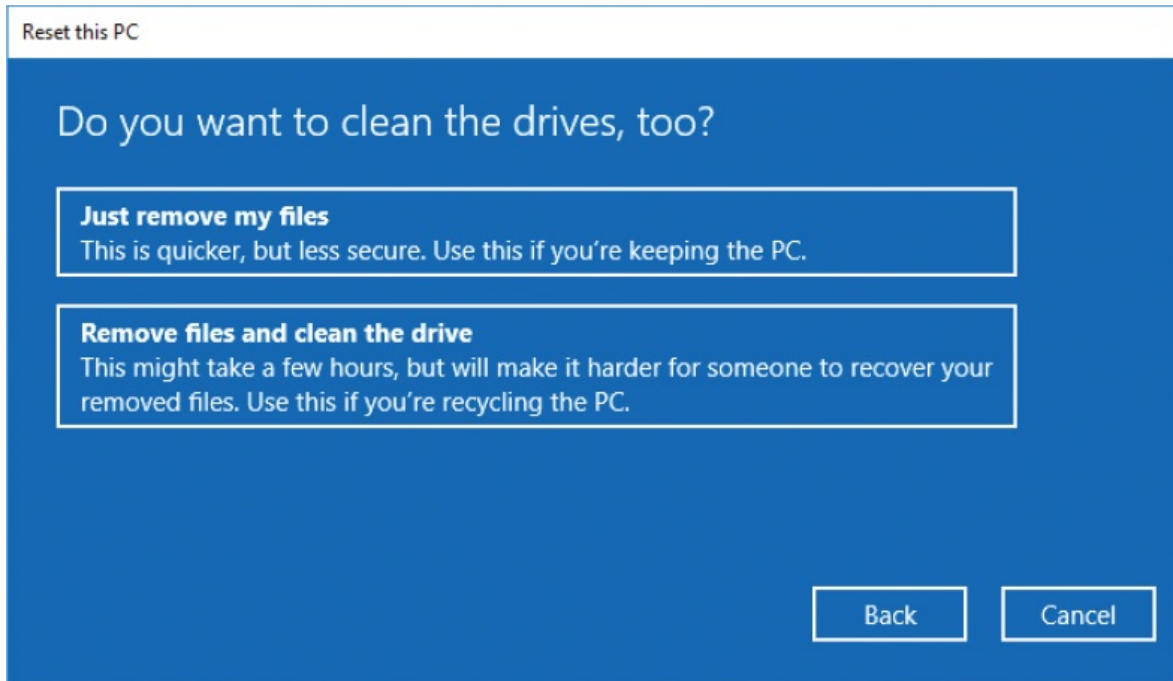 Reset this PC
Do you want to clean the drives, too?
Just remove my files
This is quicker, but less secure. Use this if you’re keeping the PC.
Remove files and clean the drive
This might take a few hours, but will make it harder for someone to recover your
removed files. Use this if you’re recycling the PC.
Back
Cancel